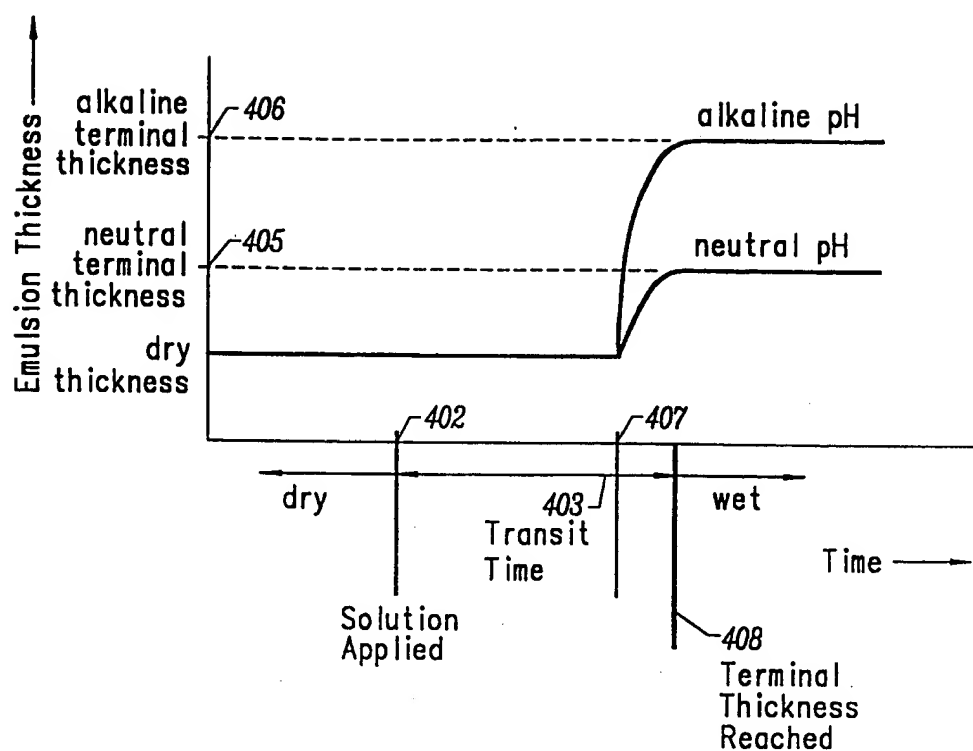 Emulsion Thickness
alkaline
terminal
thickness
406
alkaline pH
neutral
terminal
thickness
405
neutral pH
dry
thickness
402
407
dry
403
wet
Transit
Time
Time
Solution
Applied
408
Terminal
Thickness
Reached